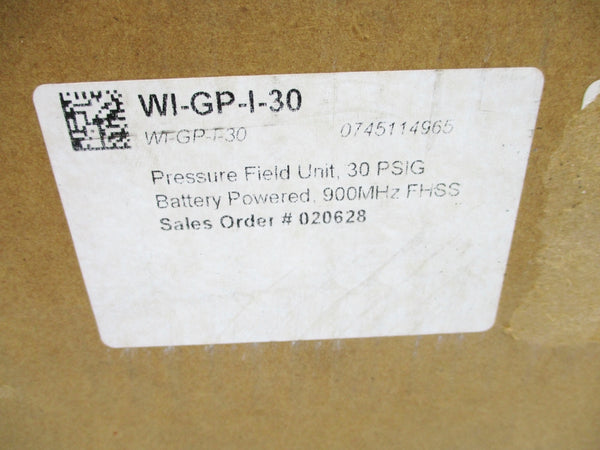 WI-GP-I-30
WI-GP-I-30 0745114965
Pressure Field Unit, 30 PSIG
Battery Powered, 900MHz FHSS
Sales Order # 020628